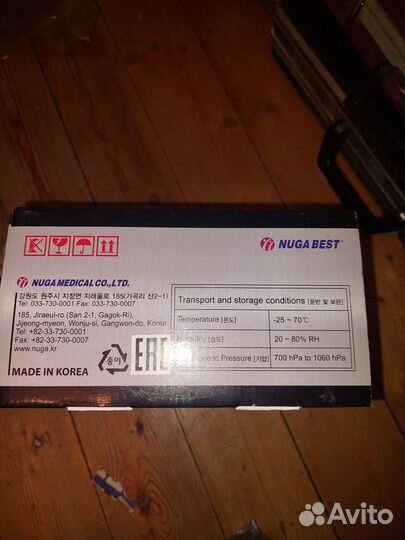 NUGA BEST
NUGA MEDICAL CO., LTD.
강원도 원주시 지정면 지래울로 185(가곡리 산2-1)
Tel: 033-730-0001 Fax: 033-730-0007
185, Jiraeul-ro (San 2-1, Gagok-Ri),
Jijeong-myeon, Wonju-si, Gangwon-do, Korea
Tel: +82-33-730-0001
Fax: +82-33-730-0007
www.nuga.kr
MADE IN KOREA
종이
EAC
Transport and storage conditions [운반 및 보관]
Temperature [온도] -25 ~ 70℃
Humidity [습도] 20 ~ 80% RH
Pressure [기압] 700 hPa to 1060 hPa
Avito